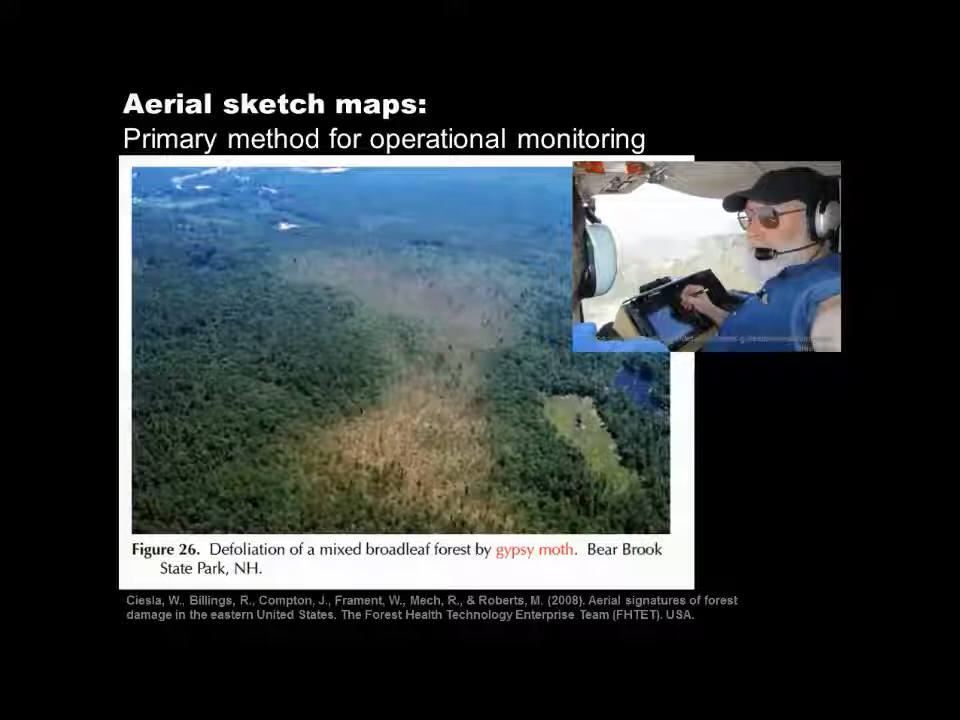 Aerial sketch maps:
Primary method for operational monitoring
Figure 26. Defoliation of a mixed broadleaf forest by gypsy moth. Bear Brook
State Park, NH.
Ciesla, W., Billings, R., Compton, J., Frament, W., Mech, R., & Roberts, M. (2008). Aerial signatures of forest
damage in the eastern United States. The Forest Health Technology Enterprise Team (FHTET). USA.